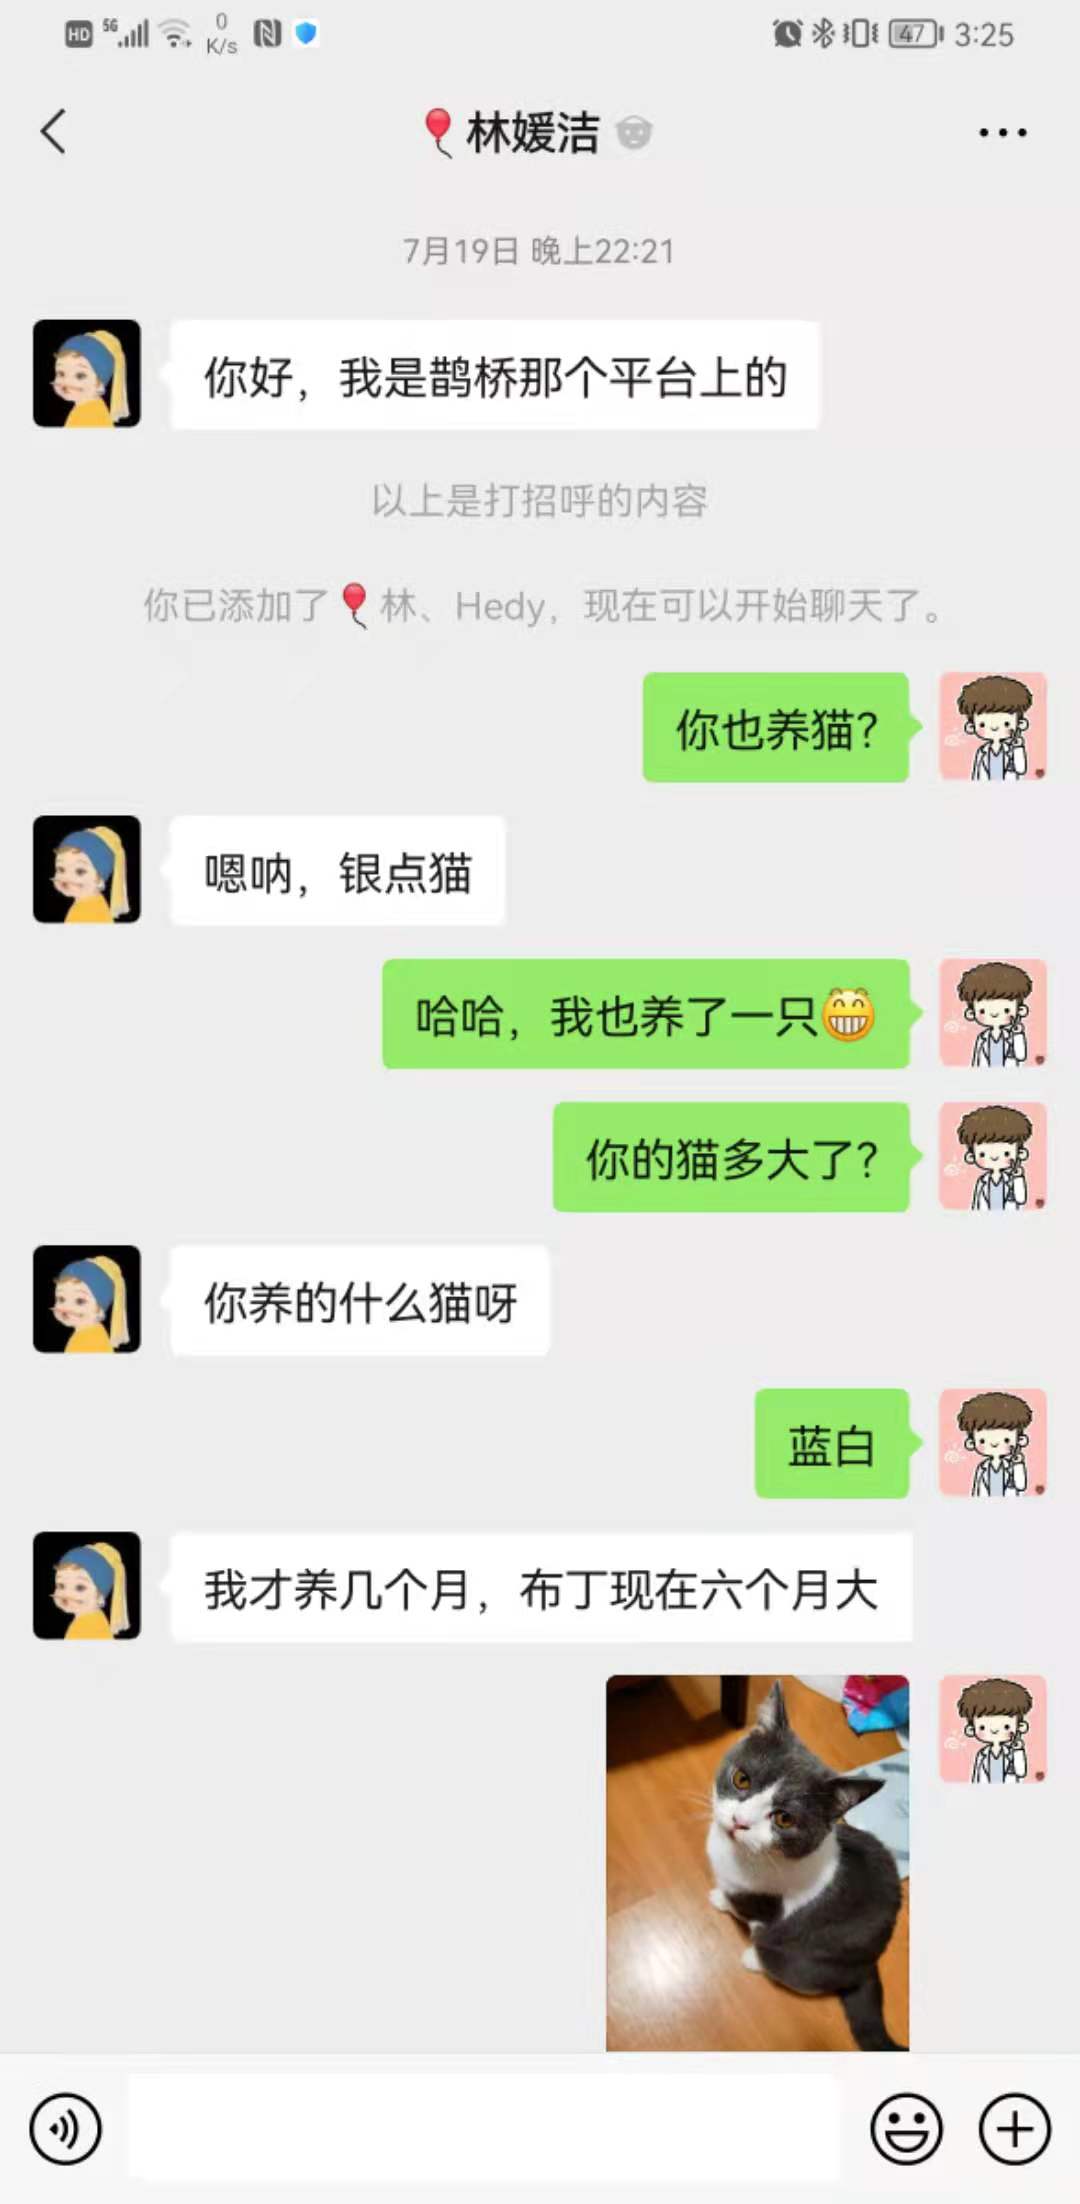 HD 5G 0 K/s 47 3:25
林媛洁
7月19日 晚上22:21
你好，我是鹊桥那个平台上的
以上是打招呼的内容
你已添加了🎈林、Hedy，现在可以开始聊天了。
你也养猫？
嗯呐，银点猫
哈哈，我也养了一只😁
你的猫多大了？
你养的什么猫呀
蓝白
我才养几个月，布丁现在六个月大